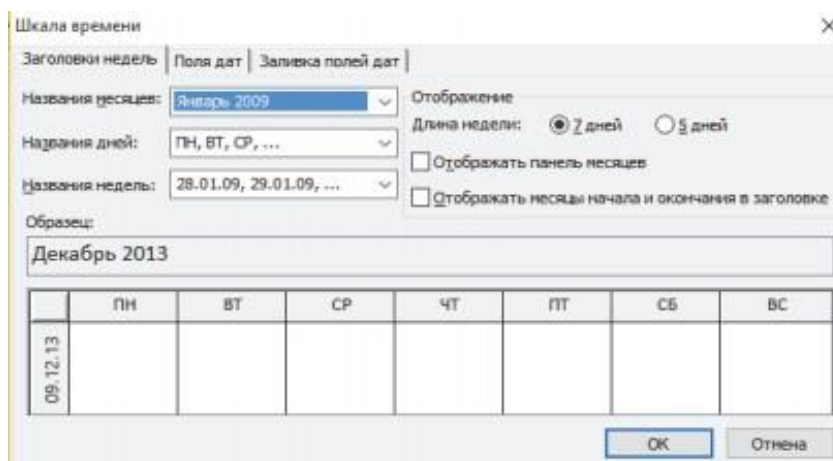 Шкала времени
Заголовки недель Поля дат Заливка полей дат
Названия месяцев: Январь 2009
Названия дней: ПН, ВТ, СР, ...
Названия недель: 28.01.09, 29.01.09, ...
Отображение
Длина недели: 7 дней 5 дней
Отображать панель месяцев
Отображать месяцы начала и окончания в заголовке
Образец:
Декабрь 2013
ПН ВТ СР ЧТ ПТ СБ ВС
09.12.13
ОК Отмена